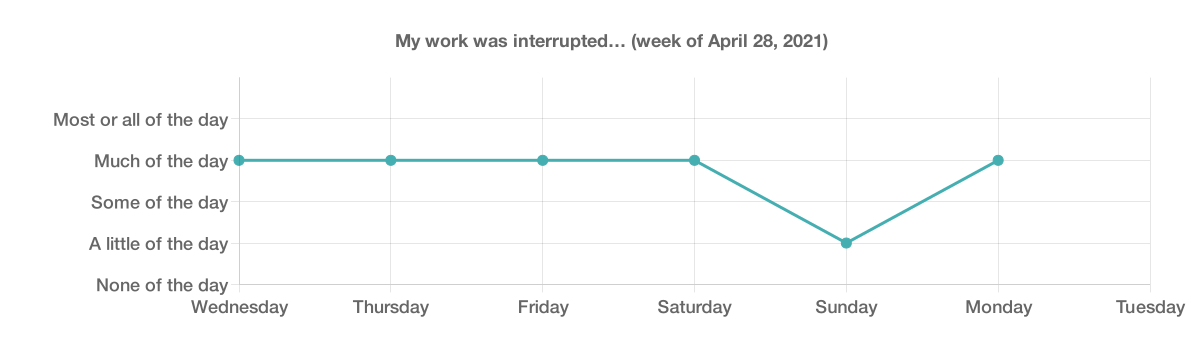 My work was interrupted... (week of April 28, 2021)
Most or all of the day
Much of the day
Some of the day
A little of the day
None of the day
Wednesday Thursday Friday Saturday Sunday Monday Tuesday